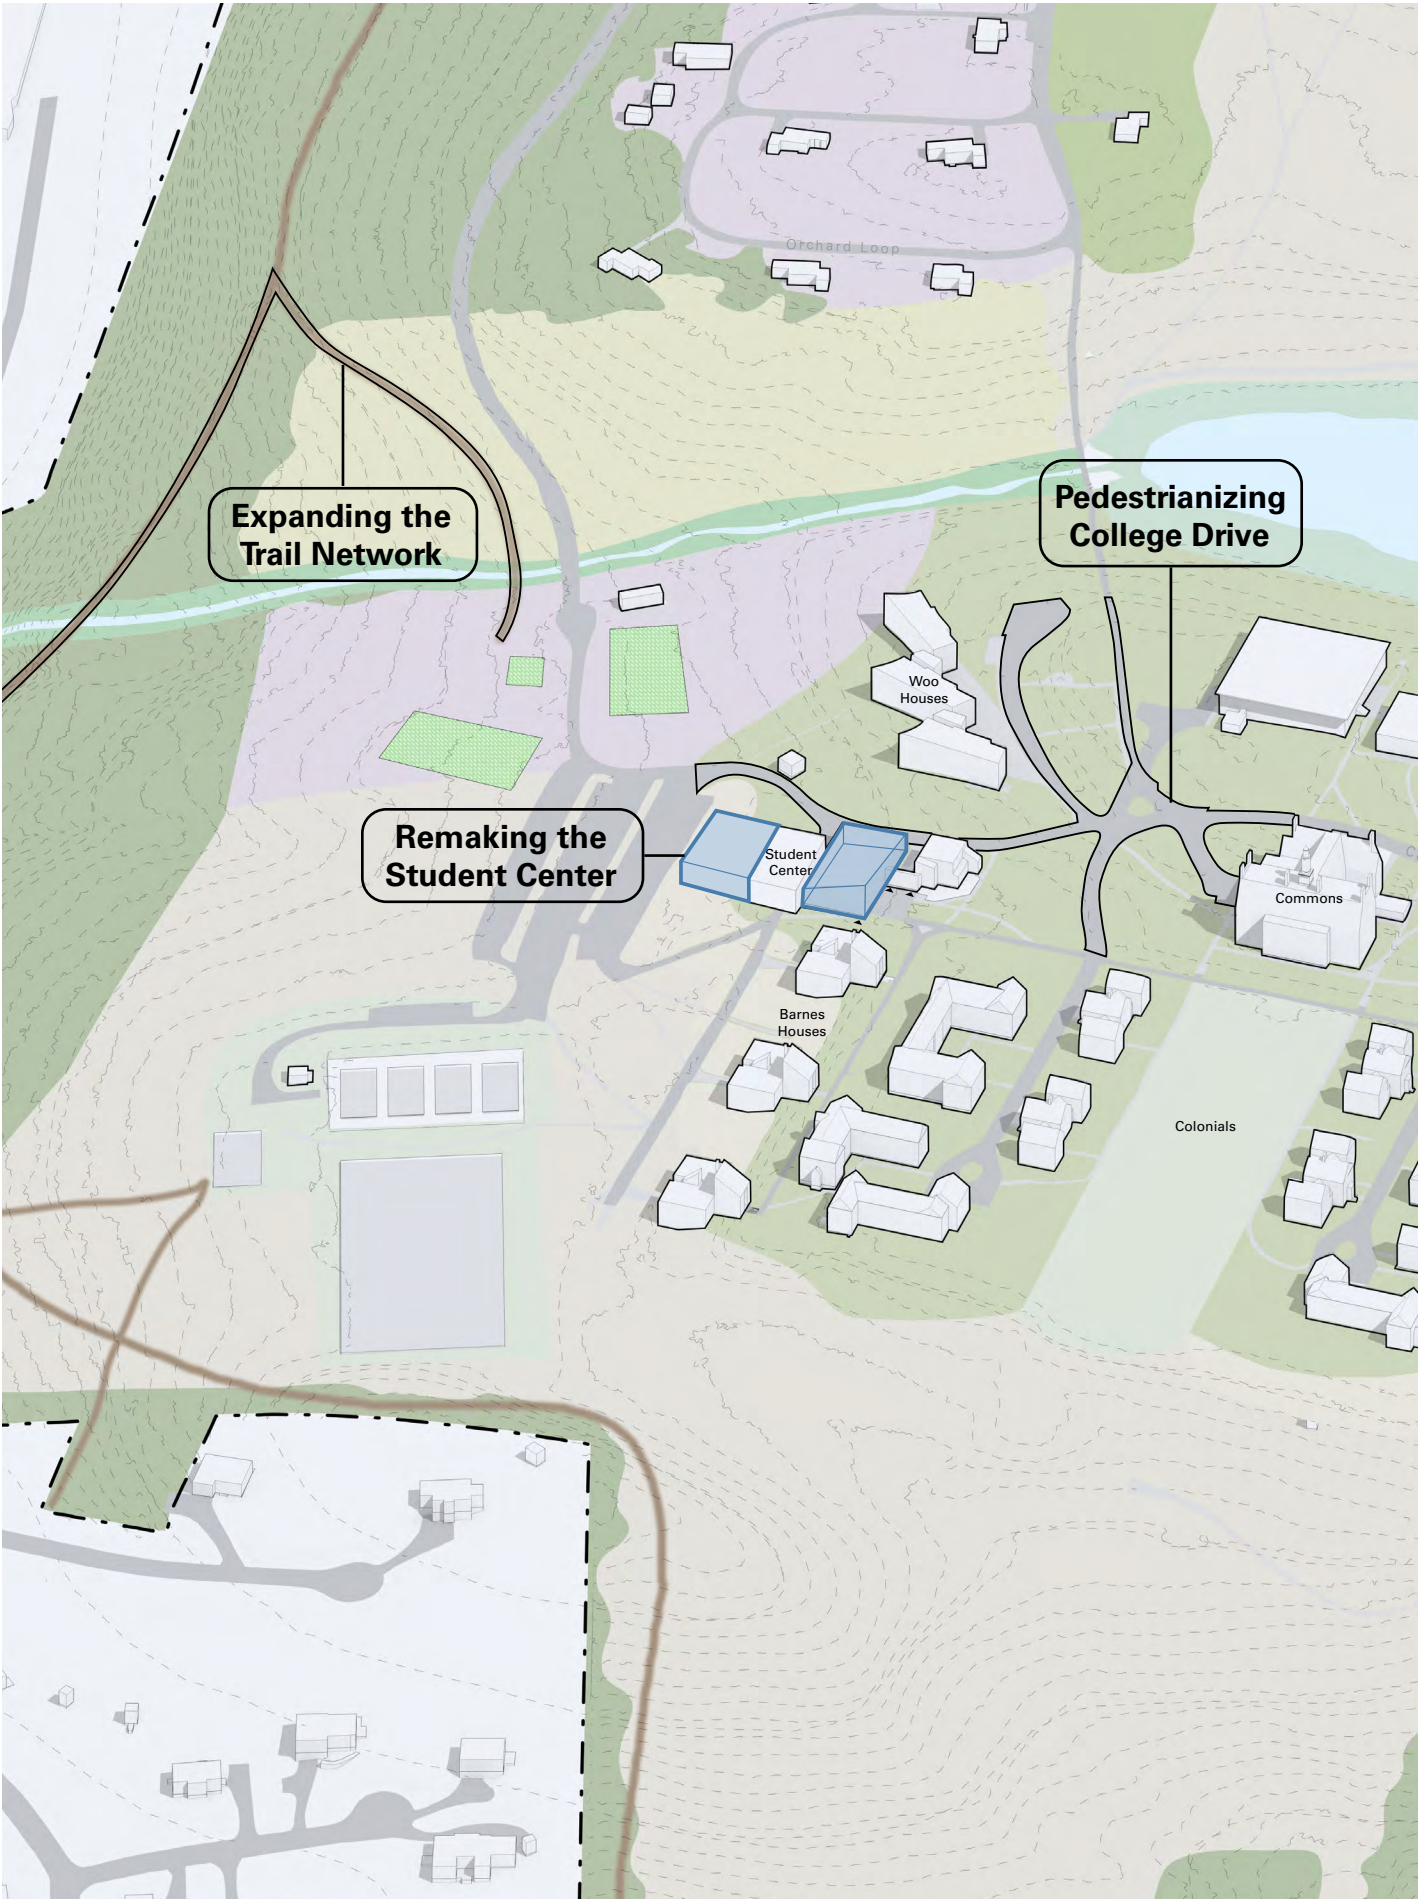 Orchard Loop
Expanding the
Trail Network
Pedestrianizing
College Drive
Woo
Houses
Remaking the
Student Center
Student
Center
Commons
Barnes
Houses
Colonials